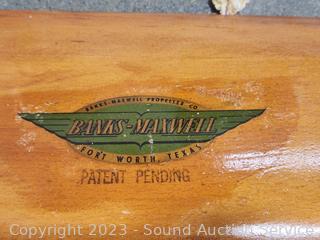 BANKS-MAXWELL PROPELLER CO.
BANKS-MAXWELL
FORT WORTH, TEXAS
PATENT PENDING
Copyright 2023 - Sound Auction Service